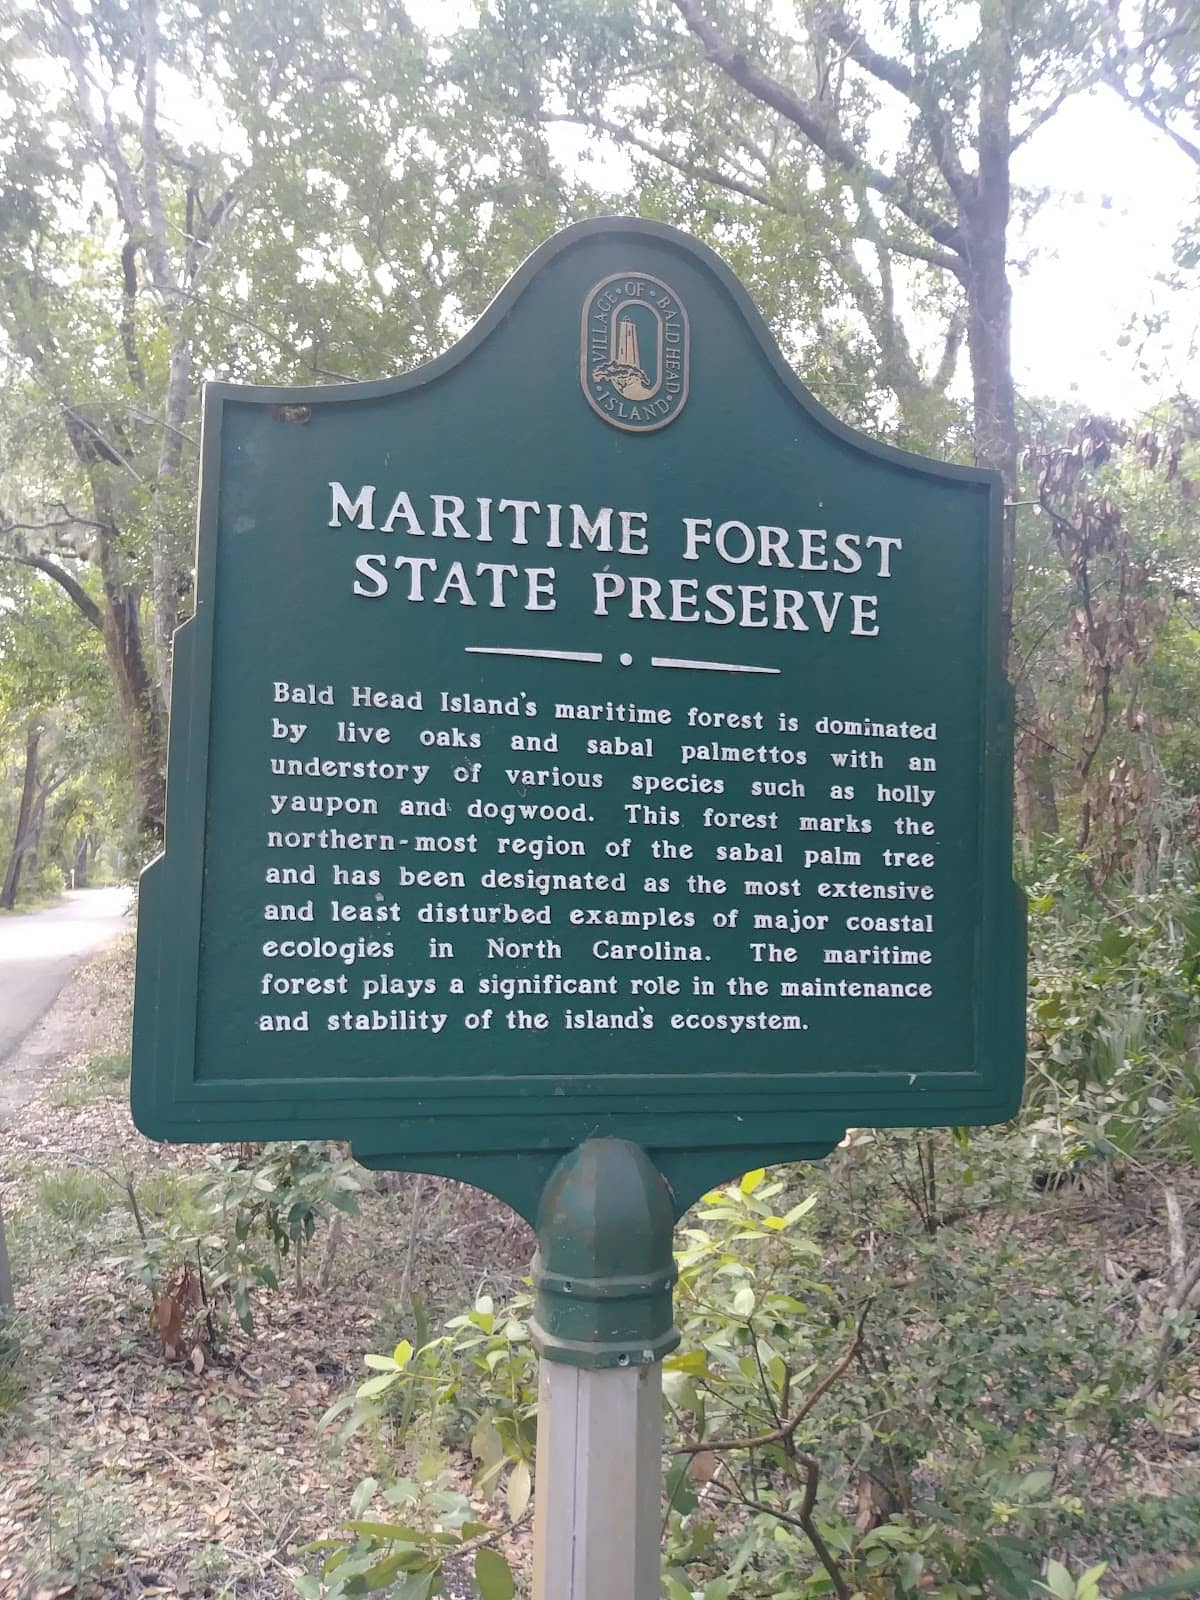 VILLAGE • OF • BALD HEAD • ISLAND •
MARITIME FOREST
STATE PRESERVE
Bald Head Island's maritime forest is dominated
by live oaks and sabal palmettos with an
understory of various species such as holly
yaupon and dogwood. This forest marks the
northern-most region of the sabal palm tree
and has been designated as the most extensive
and least disturbed examples of major coastal
ecologies in North Carolina. The maritime
forest plays a significant role in the maintenance
and stability of the island's ecosystem.